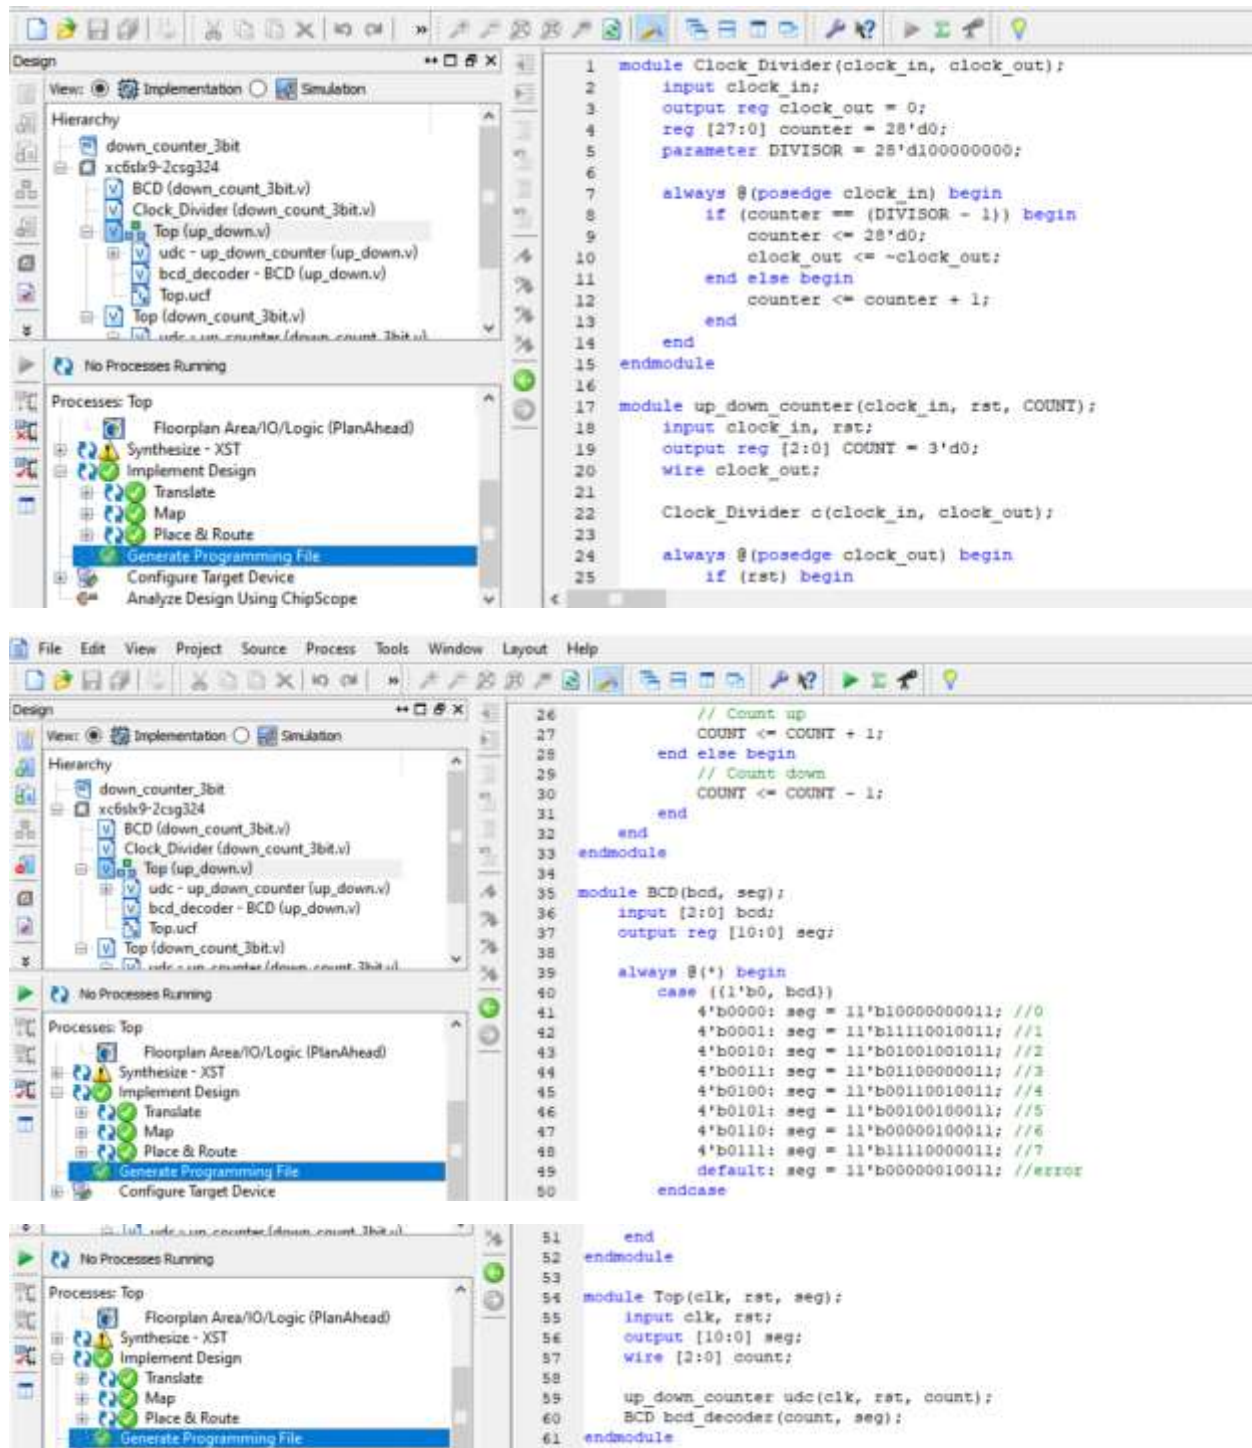 Design
View: Implementation Simulation
Hierarchy
down_counter_3bit
xc6slx9-2csg324
BCD (down_count_3bit.v)
Clock_Divider (down_count_3bit.v)
Top (up_down.v)
udc - up_down_counter (up_down.v)
bcd_decoder - BCD (up_down.v)
Top.ucf
Top (down_count_3bit.v)
udc - up_counter (down_count_3bit.v)
No Processes Running
Processes: Top
Floorplan Area/IO/Logic (PlanAhead)
Synthesize - XST
Implement Design
Translate
Map
Place & Route
Generate Programming File
Configure Target Device
Analyze Design Using ChipScope
1 module Clock_Divider(clock_in, clock_out);
2 input clock_in;
3 output reg clock_out = 0;
4 reg [27:0] counter = 28'd0;
5 parameter DIVISOR = 28'd100000000;
6
7 always @(posedge clock_in) begin
8 if (counter == (DIVISOR - 1)) begin
9 counter <= 28'd0;
10 clock_out <= ~clock_out;
11 end else begin
12 counter <= counter + 1;
13 end
14 end
15 endmodule
16
17 module up_down_counter(clock_in, rst, COUNT);
18 input clock_in, rst;
19 output reg [2:0] COUNT = 3'd0;
20 wire clock_out;
21
22 Clock_Divider c(clock_in, clock_out);
23
24 always @(posedge clock_out) begin
25 if (rst) begin
File Edit View Project Source Process Tools Window Layout Help
Design
View: Implementation Simulation
Hierarchy
down_counter_3bit
xc6slx9-2csg324
BCD (down_count_3bit.v)
Clock_Divider (down_count_3bit.v)
Top (up_down.v)
udc - up_down_counter (up_down.v)
bcd_decoder - BCD (up_down.v)
Top.ucf
Top (down_count_3bit.v)
udc - up_counter (down_count_3bit.v)
No Processes Running
Processes: Top
Floorplan Area/IO/Logic (PlanAhead)
Synthesize - XST
Implement Design
Translate
Map
Place & Route
Generate Programming File
Configure Target Device
26 // Count up
27 COUNT <= COUNT + 1;
28 end else begin
29 // Count down
30 COUNT <= COUNT - 1;
31 end
32 end
33 endmodule
34
35 module BCD(bcd, seg);
36 input [2:0] bcd;
37 output reg [10:0] seg;
38
39 always @(*) begin
40 case ({1'b0, bcd})
41 4'b0000: seg = 11'b10000000011; //0
42 4'b0001: seg = 11'b11110010011; //1
43 4'b0010: seg = 11'b01001001011; //2
44 4'b0011: seg = 11'b01100000011; //3
45 4'b0100: seg = 11'b00110010011; //4
46 4'b0101: seg = 11'b00100100011; //5
47 4'b0110: seg = 11'b00000100011; //6
48 4'b0111: seg = 11'b11110000011; //7
49 default: seg = 11'b00000010011; //error
50 endcase
udc - up_counter (down_count_3bit.v)
No Processes Running
Processes: Top
Floorplan Area/IO/Logic (PlanAhead)
Synthesize - XST
Implement Design
Translate
Map
Place & Route
Generate Programming File
51 end
52 endmodule
53
54 module Top(clk, rst, seg);
55 input clk, rst;
56 output [10:0] seg;
57 wire [2:0] count;
58
59 up_down_counter udc(clk, rst, count);
60 BCD bcd_decoder(count, seg);
61 endmodule